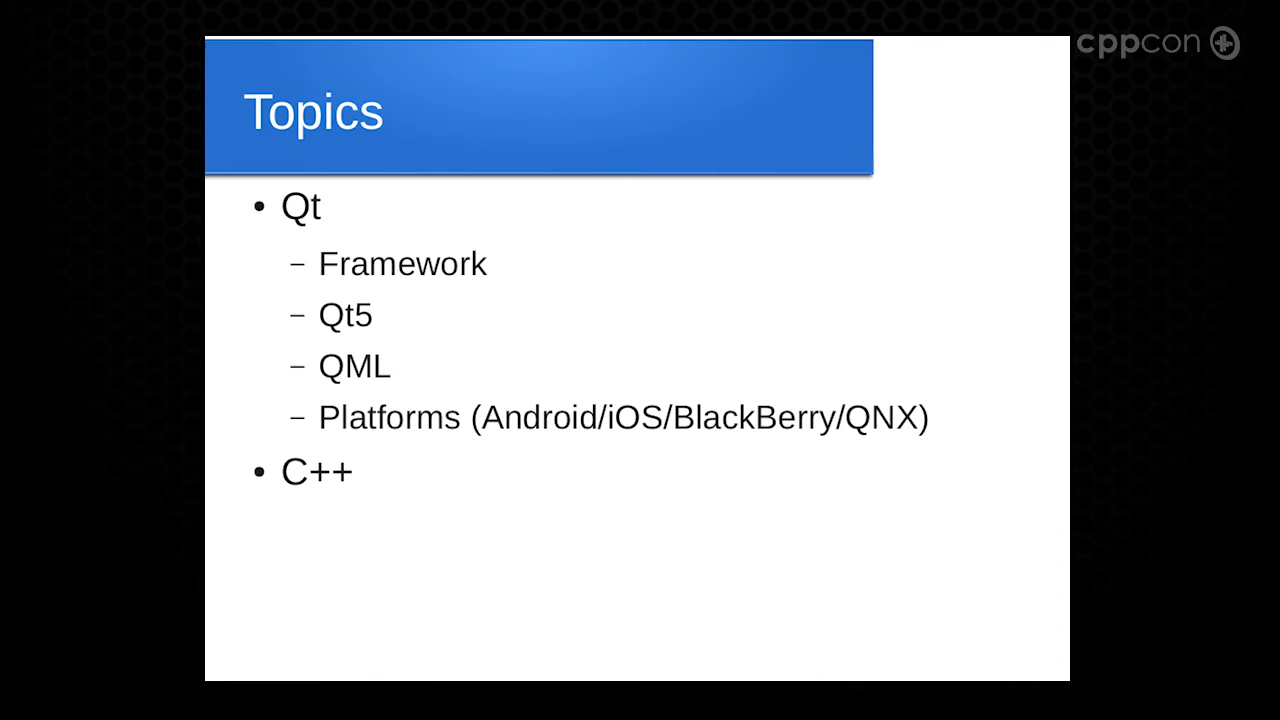 cppcon
Topics
• Qt
– Framework
– Qt5
– QML
– Platforms (Android/iOS/BlackBerry/QNX)
• C++